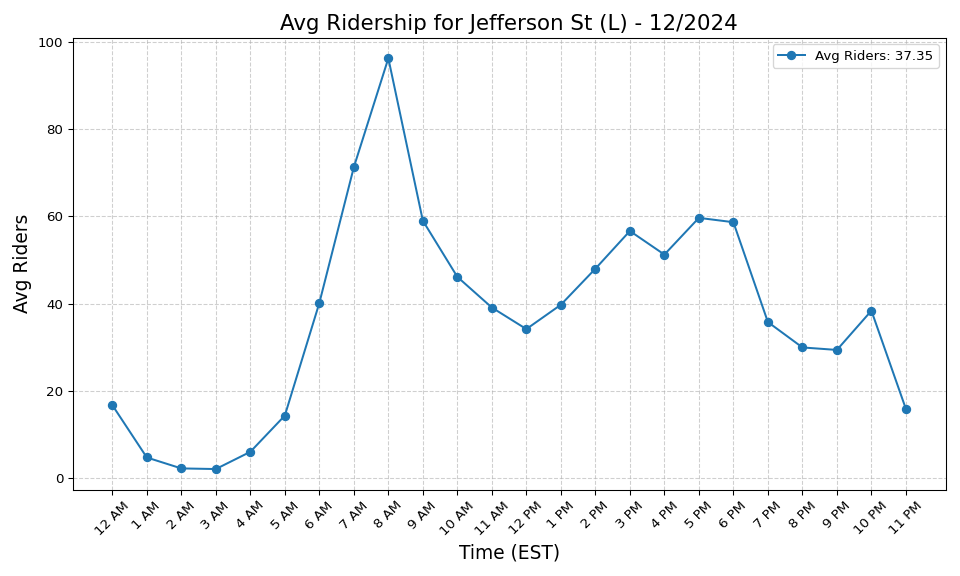 Avg Ridership for Jefferson St (L) - 12/2024
Avg Riders: 37.35
Avg Riders
100
80
60
40
20
0
12 AM
1 AM
2 AM
3 AM
4 AM
5 AM
6 AM
7 AM
8 AM
9 AM
10 AM
11 AM
12 PM
1 PM
2 PM
3 PM
4 PM
5 PM
6 PM
7 PM
8 PM
9 PM
10 PM
11 PM
Time (EST)